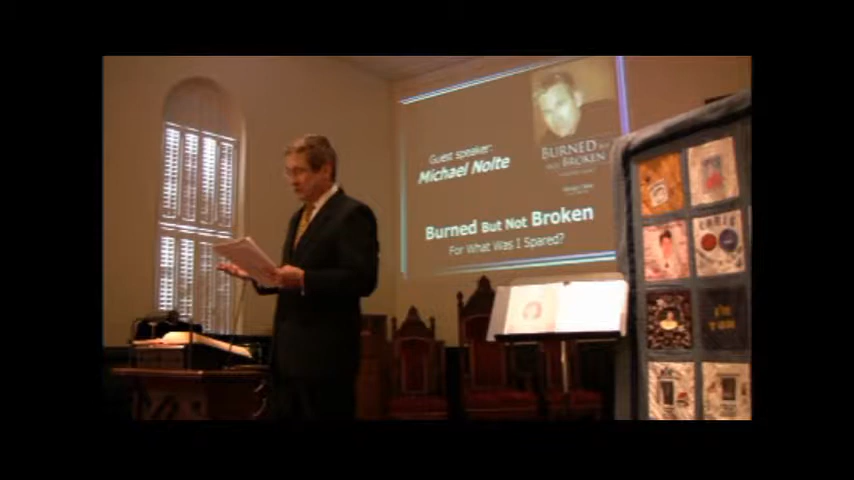 Guest speaker:
Michael Nolte
BURNED BUT
NOT BROKEN
Burned But Not Broken
For What Was I Spared?